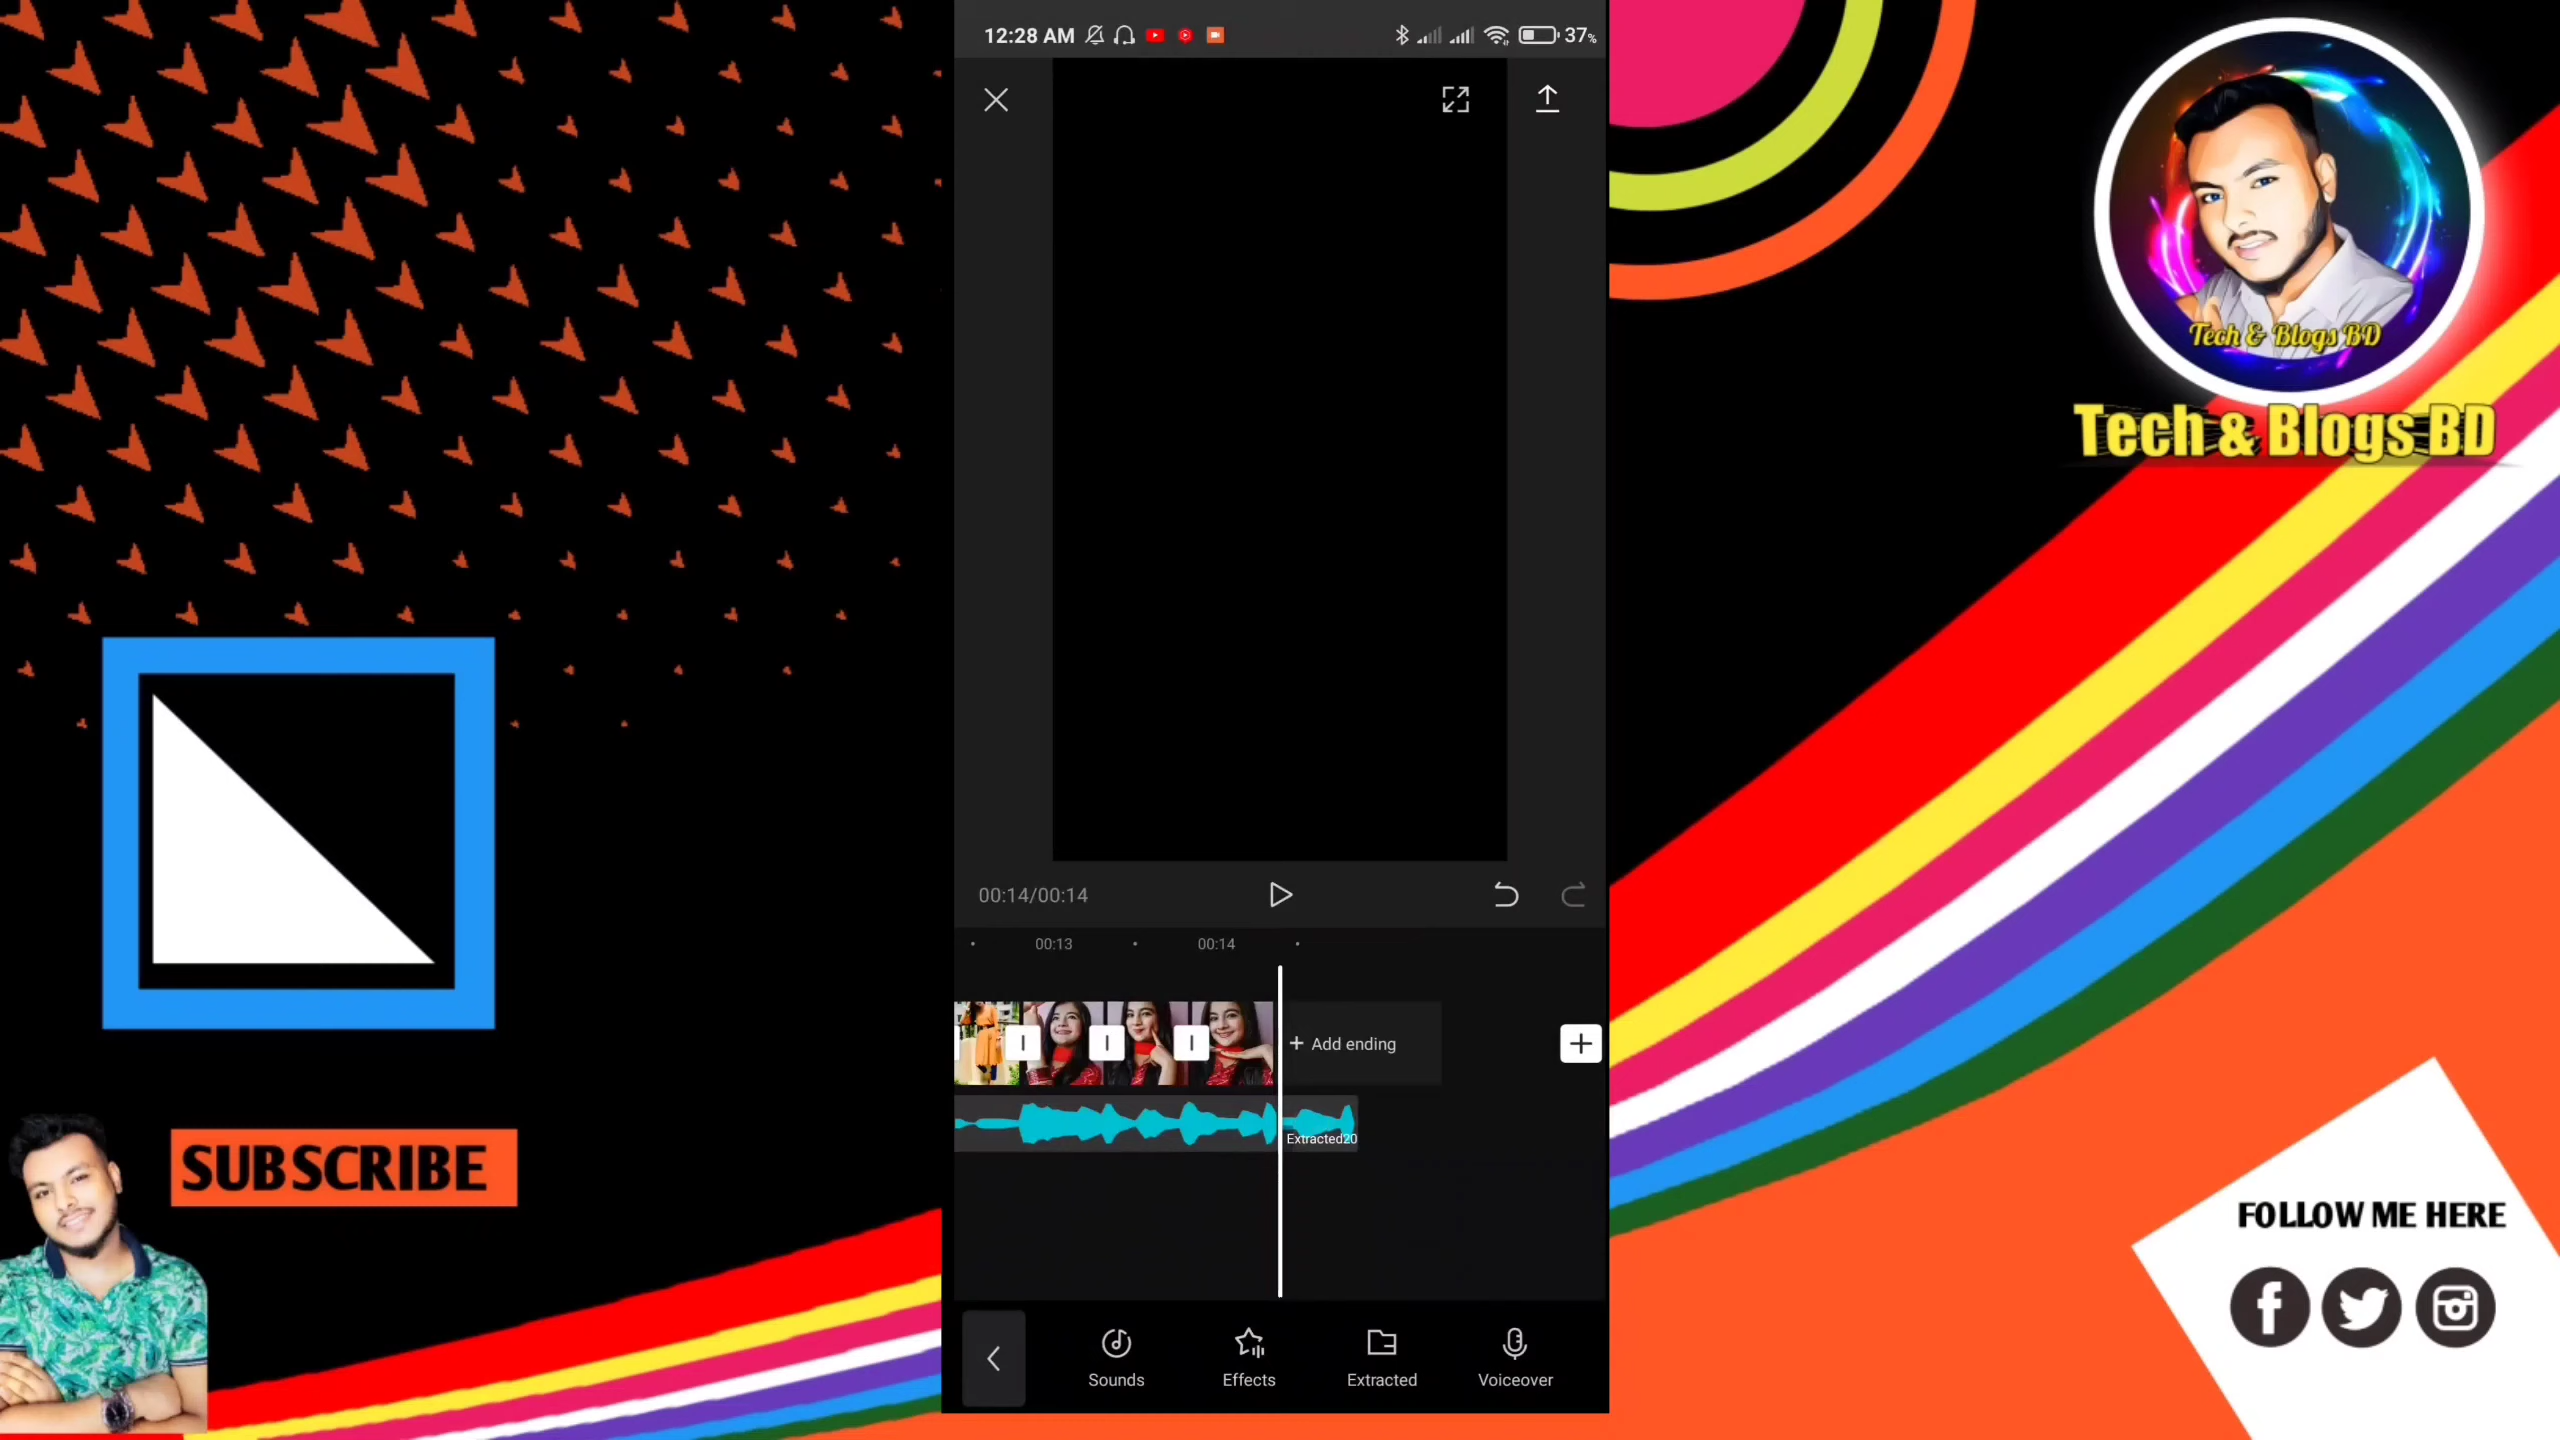 12:28 AM
37%
Tech & Blogs BD
Tech & Blogs BD
00:14/00:14
00:13
00:14
+ Add ending
Extracted20
SUBSCRIBE
FOLLOW ME HERE
Sounds
Effects
Extracted
Voiceover